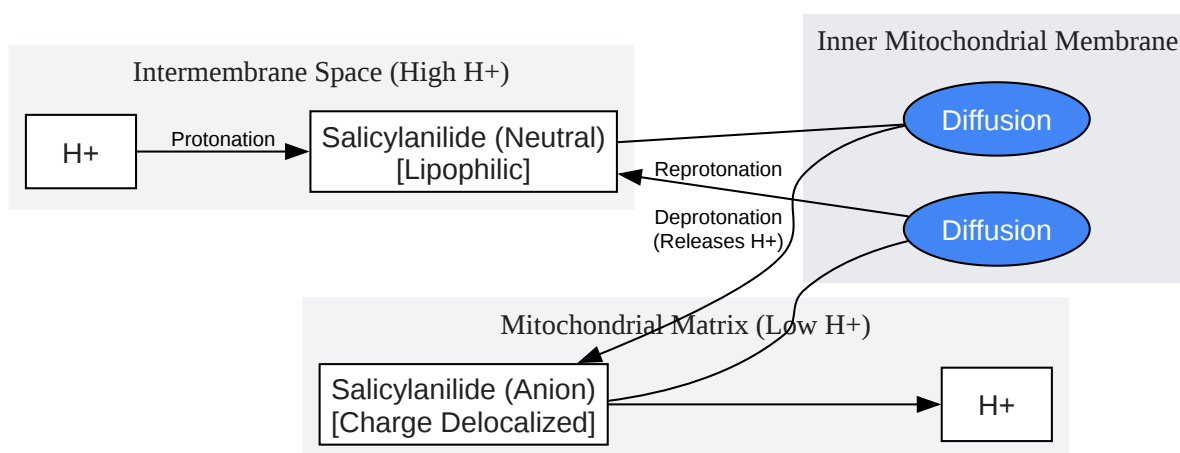 Inner Mitochondrial Membrane
Intermembrane Space (High H+)
Diffusion
Protonation
H+
Salicylanilide (Neutral)
[Lipophilic]
Reprotonation
Deprotonation
(Releases H+)
Diffusion
Mitochondrial Matrix (Low H+)
Salicylanilide (Anion)
[Charge Delocalized]
H+